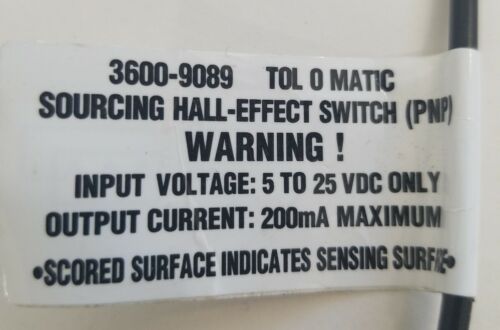 3600-9089 TOL O MATIC
SOURCING HALL-EFFECT SWITCH (PNP)
WARNING !
INPUT VOLTAGE: 5 TO 25 VDC ONLY
OUTPUT CURRENT: 200mA MAXIMUM
•SCORED SURFACE INDICATES SENSING SURFACE•